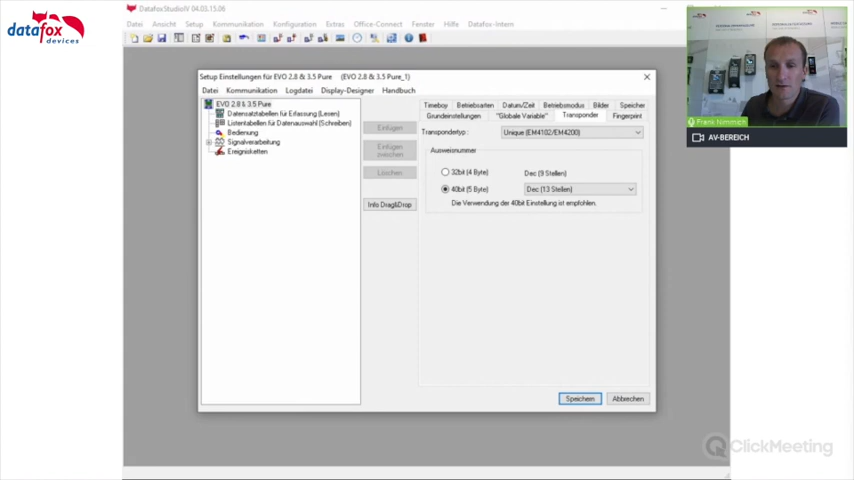 datafox
devices
DatafoxStudioIV 04.03.15.06
Datei Ansicht Setup Kommunikation Konfiguration Extras Office-Connect Fenster Hilfe Datafox-Intern
Setup Einstellungen für EVO 2.8 & 3.5 Pure (EVO 2.8 & 3.5 Pure_1)
Datei Kommunikation Logdatei Display-Designer Handbuch
EVO 2.8 & 3.5 Pure
Datensatztabellen für Erfassung (Lesen)
Listentabellen für Datenauswahl (Schreiben)
Bedienung
Signalverarbeitung
Ereignisketten
Einfügen
Einfügen
zwischen
Löschen
Info Drag&Drop
Timeboy Betriebsarten Datum/Zeit Betriebsmodus Bilder Speicher
Grundeinstellungen "Globale Variable" Transponder Fingerprint
Transpondertyp: Unique (EM4102/EM4200)
Ausweisnummer
32bit (4 Byte) Dec (9 Stellen)
40bit (5 Byte) Dec (13 Stellen)
Die Verwendung der 40bit Einstellung ist empfohlen.
Speichern Abbrechen
Frank Nimmich
AV-BEREICH
ClickMeeting